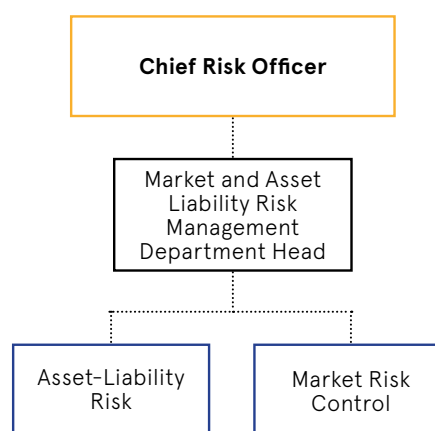 Chief Risk Officer
Market and Asset
Liability Risk
Management
Department Head
Asset-Liability
Risk
Market Risk
Control